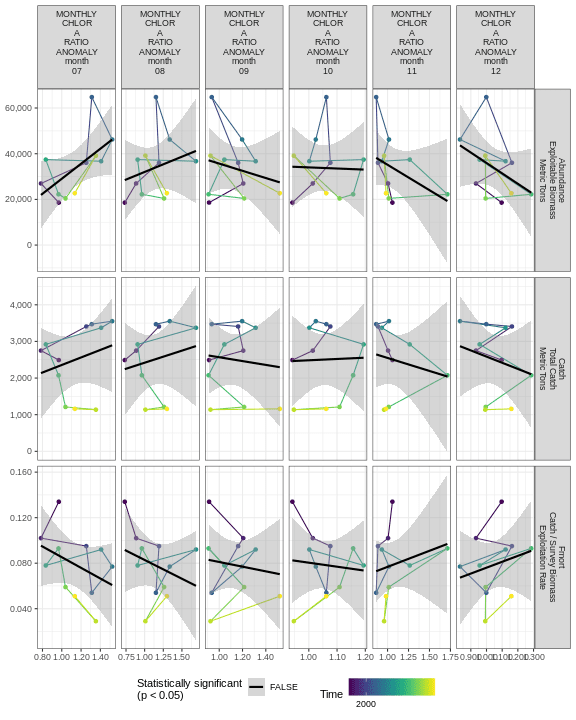 MONTHLY CHLOR A RATIO ANOMALY month 07
MONTHLY CHLOR A RATIO ANOMALY month 08
MONTHLY CHLOR A RATIO ANOMALY month 09
MONTHLY CHLOR A RATIO ANOMALY month 10
MONTHLY CHLOR A RATIO ANOMALY month 11
MONTHLY CHLOR A RATIO ANOMALY month 12
60,000
40,000
20,000
0
Abundance
Exploitable Biomass
Metric Tons
4,000
3,000
2,000
1,000
0
Catch
Total Catch
Metric Tons
0.160
0.120
0.080
0.040
Fmort
Catch / Survey Biomass
Exploitation Rate
0.80 1.00 1.20 1.40
0.75 1.00 1.25 1.50
1.00 1.20 1.40
1.00 1.10 1.20
1.00 1.25 1.50 1.75
0.900 1.000 1.100 1.200 1.300
Statistically significant
(p < 0.05)
FALSE
Time
2000